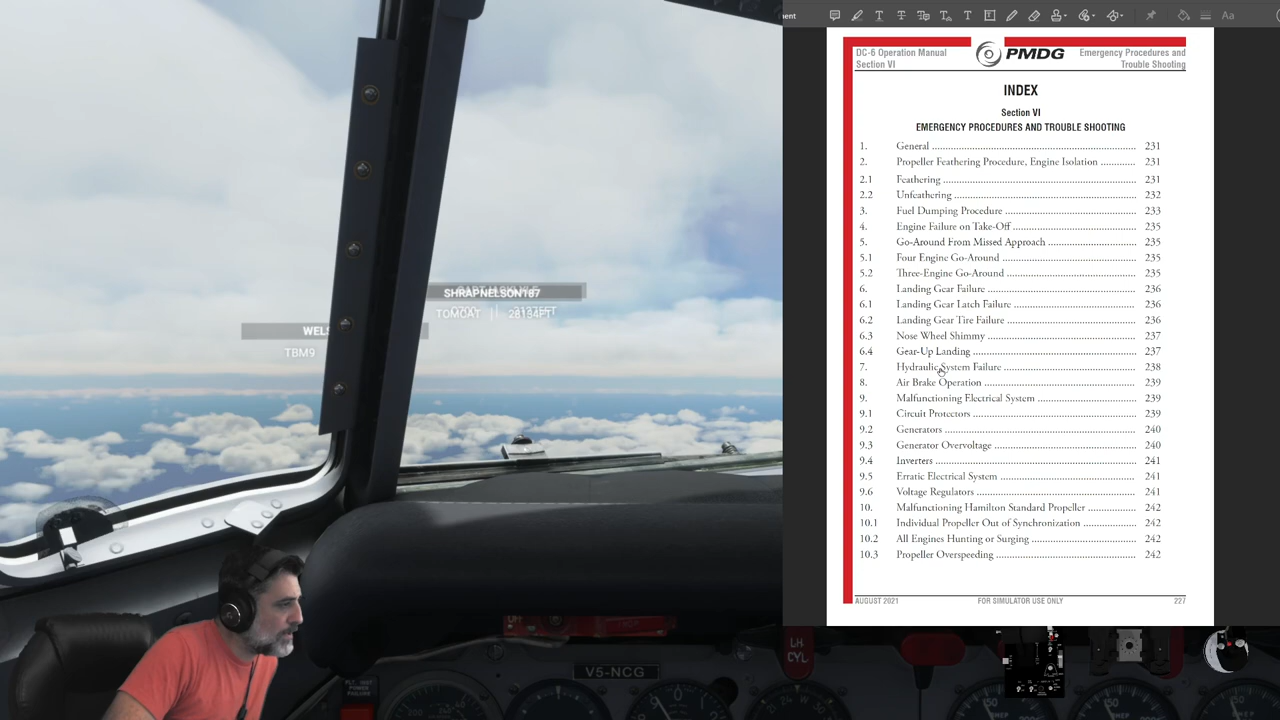 ment
T T T T T Aa
DC-6 Operation Manual
Section VI
PMDG
Emergency Procedures and
Trouble Shooting
INDEX
Section VI
EMERGENCY PROCEDURES AND TROUBLE SHOOTING
1. General 231
2. Propeller Feathering Procedure, Engine Isolation 231
2.1 Feathering 231
2.2 Unfeathering 232
3. Fuel Dumping Procedure 233
4. Engine Failure on Take-Off 235
5. Go-Around From Missed Approach 235
5.1 Four Engine Go-Around 235
5.2 Three-Engine Go-Around 235
6. Landing Gear Failure 236
6.1 Landing Gear Latch Failure 236
6.2 Landing Gear Tire Failure 236
6.3 Nose Wheel Shimmy 237
6.4 Gear-Up Landing 237
7. Hydraulic System Failure 238
8. Air Brake Operation 239
9. Malfunctioning Electrical System 239
9.1 Circuit Protectors 239
9.2 Generators 240
9.3 Generator Overvoltage 240
9.4 Inverters 241
9.5 Erratic Electrical System 241
9.6 Voltage Regulators 241
10. Malfunctioning Hamilton Standard Propeller 242
10.1 Individual Propeller Out of Synchronization 242
10.2 All Engines Hunting or Surging 242
10.3 Propeller Overspeeding 242
AUGUST 2021 FOR SIMULATOR USE ONLY 227
SHRAPNELSON187
TOMCAT
WELS
TBM9
V5-NCG
LH
CYL